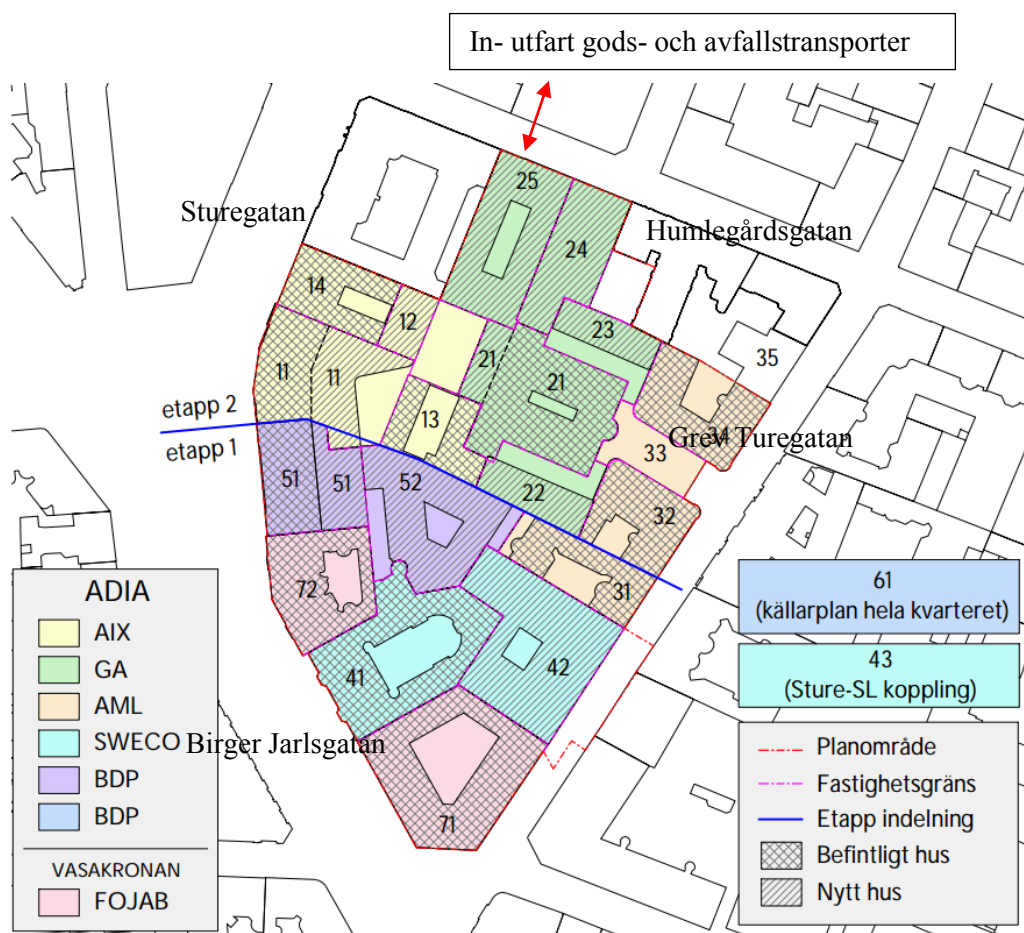 In- utfart gods- och avfallstransporter
25
Sturegatan
Humlegårdsgatan
24
14
12
23
35
11
11
21
21
13
etapp 2
etapp 1
34
Grev Turegatan
33
51
51
52
22
32
72
31
41
42
Birger Jarlsgatan
71
ADIA
AIX
GA
AML
SWECO
BDP
BDP
VASAKRONAN
FOJAB
61
(källarplan hela kvarteret)
43
(Sture-SL koppling)
Planområde
Fastighetsgräns
Etapp indelning
Befintligt hus
Nytt hus